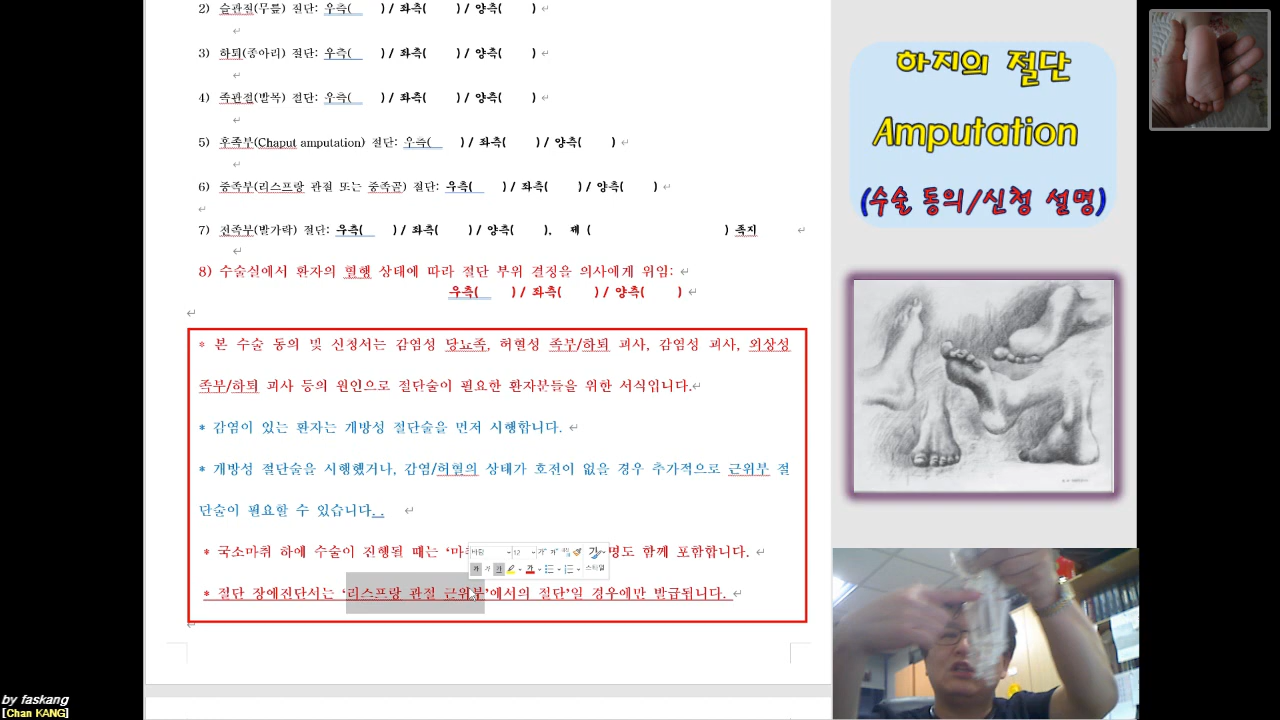 2) 슬관절(무릎) 절단: 우측( ) / 좌측( ) / 양측( )
3) 하퇴(종아리) 절단: 우측( ) / 좌측( ) / 양측( )
4) 족관절(발목) 절단: 우측( ) / 좌측( ) / 양측( )
5) 후족부(Chaput amputation) 절단: 우측( ) / 좌측( ) / 양측( )
6) 중족부(리스프랑 관절 또는 중족골) 절단: 우측( ) / 좌측( ) / 양측( )
7) 전족부(발가락) 절단: 우측( ) / 좌측( ) / 양측( ), 제 ( ) 족지
8) 수술실에서 환자의 혈행 상태에 따라 절단 부위 결정을 의사에게 위임:
우측( ) / 좌측( ) / 양측( )
* 본 수술 동의 및 신청서는 감염성 당뇨족, 허혈성 족부/하퇴 괴사, 감염성 괴사, 외상성
족부/하퇴 괴사 등의 원인으로 절단술이 필요한 환자분들을 위한 서식입니다.
* 감염이 있는 환자는 개방성 절단술을 먼저 시행합니다.
* 개방성 절단술을 시행했거나, 감염/허혈의 상태가 호전이 없을 경우 추가적으로 근위부 절
단술이 필요할 수 있습니다. .
* 국소마취 하에 수술이 진행될 때는 ‘마 명도 함께 포함합니다.
바탕 12 가 가
가 가 가 가 스타일
* 절단 장애진단서는 ‘리스프랑 관절 근위부’에서의 절단’일 경우에만 발급됩니다.
하지의 절단
Amputation
(수술 동의/신청 설명)
by faskang
[Chan KANG]